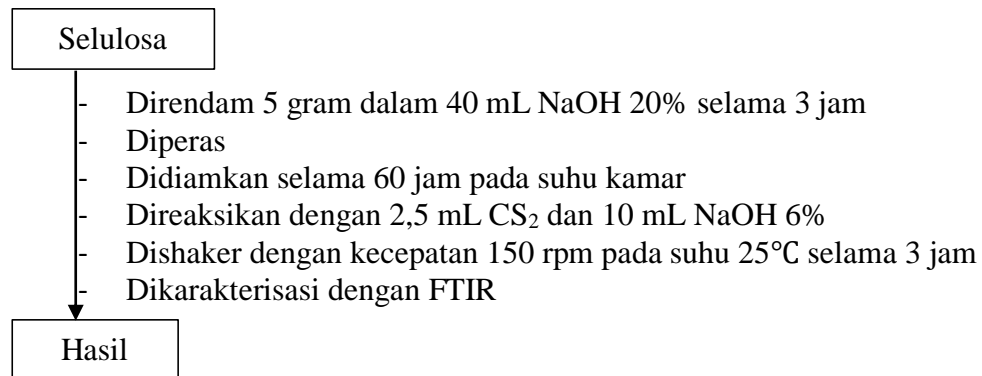 Selulosa
- Direndam 5 gram dalam 40 mL NaOH 20% selama 3 jam
- Diperas
- Didiamkan selama 60 jam pada suhu kamar
- Direaksikan dengan 2,5 mL CS₂ dan 10 mL NaOH 6%
- Dishaker dengan kecepatan 150 rpm pada suhu 25℃ selama 3 jam
- Dikarakterisasi dengan FTIR
Hasil